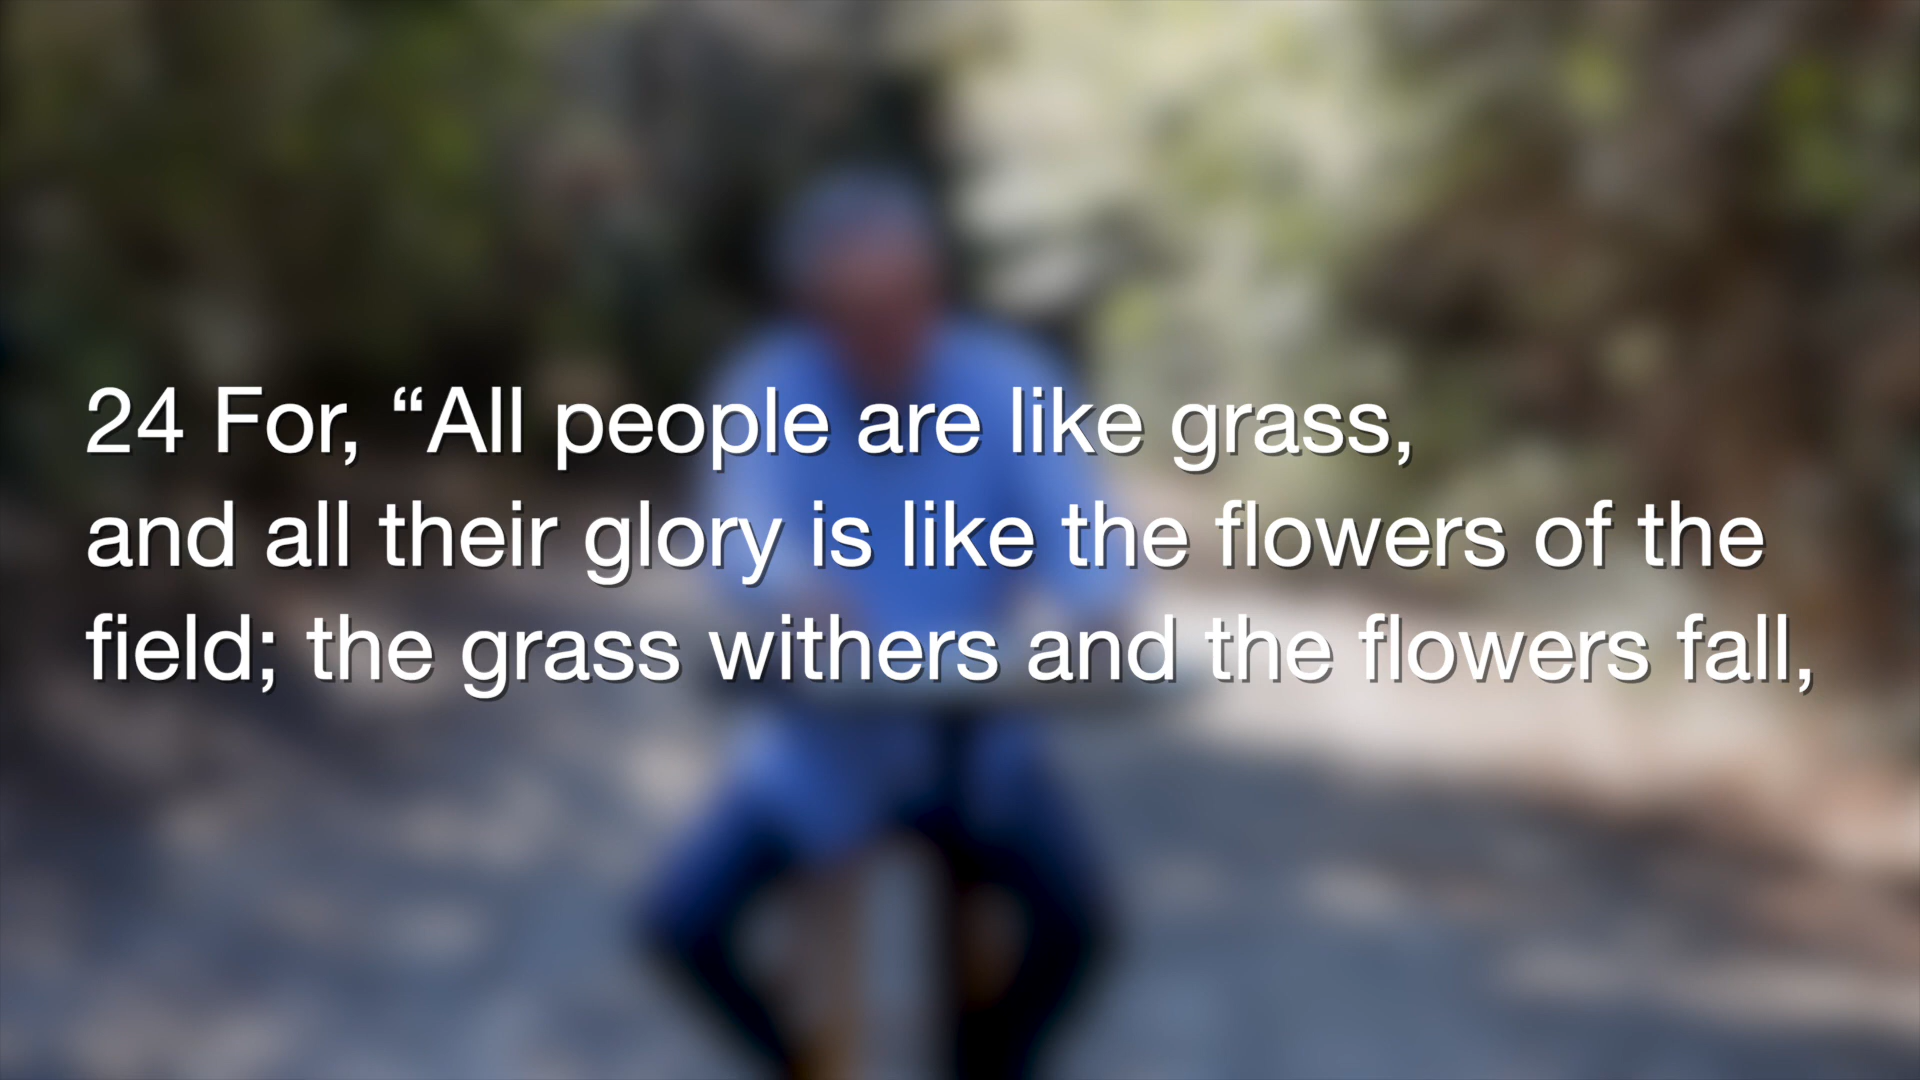 24 For, “All people are like grass,
and all their glory is like the flowers of the
field; the grass withers and the flowers fall,